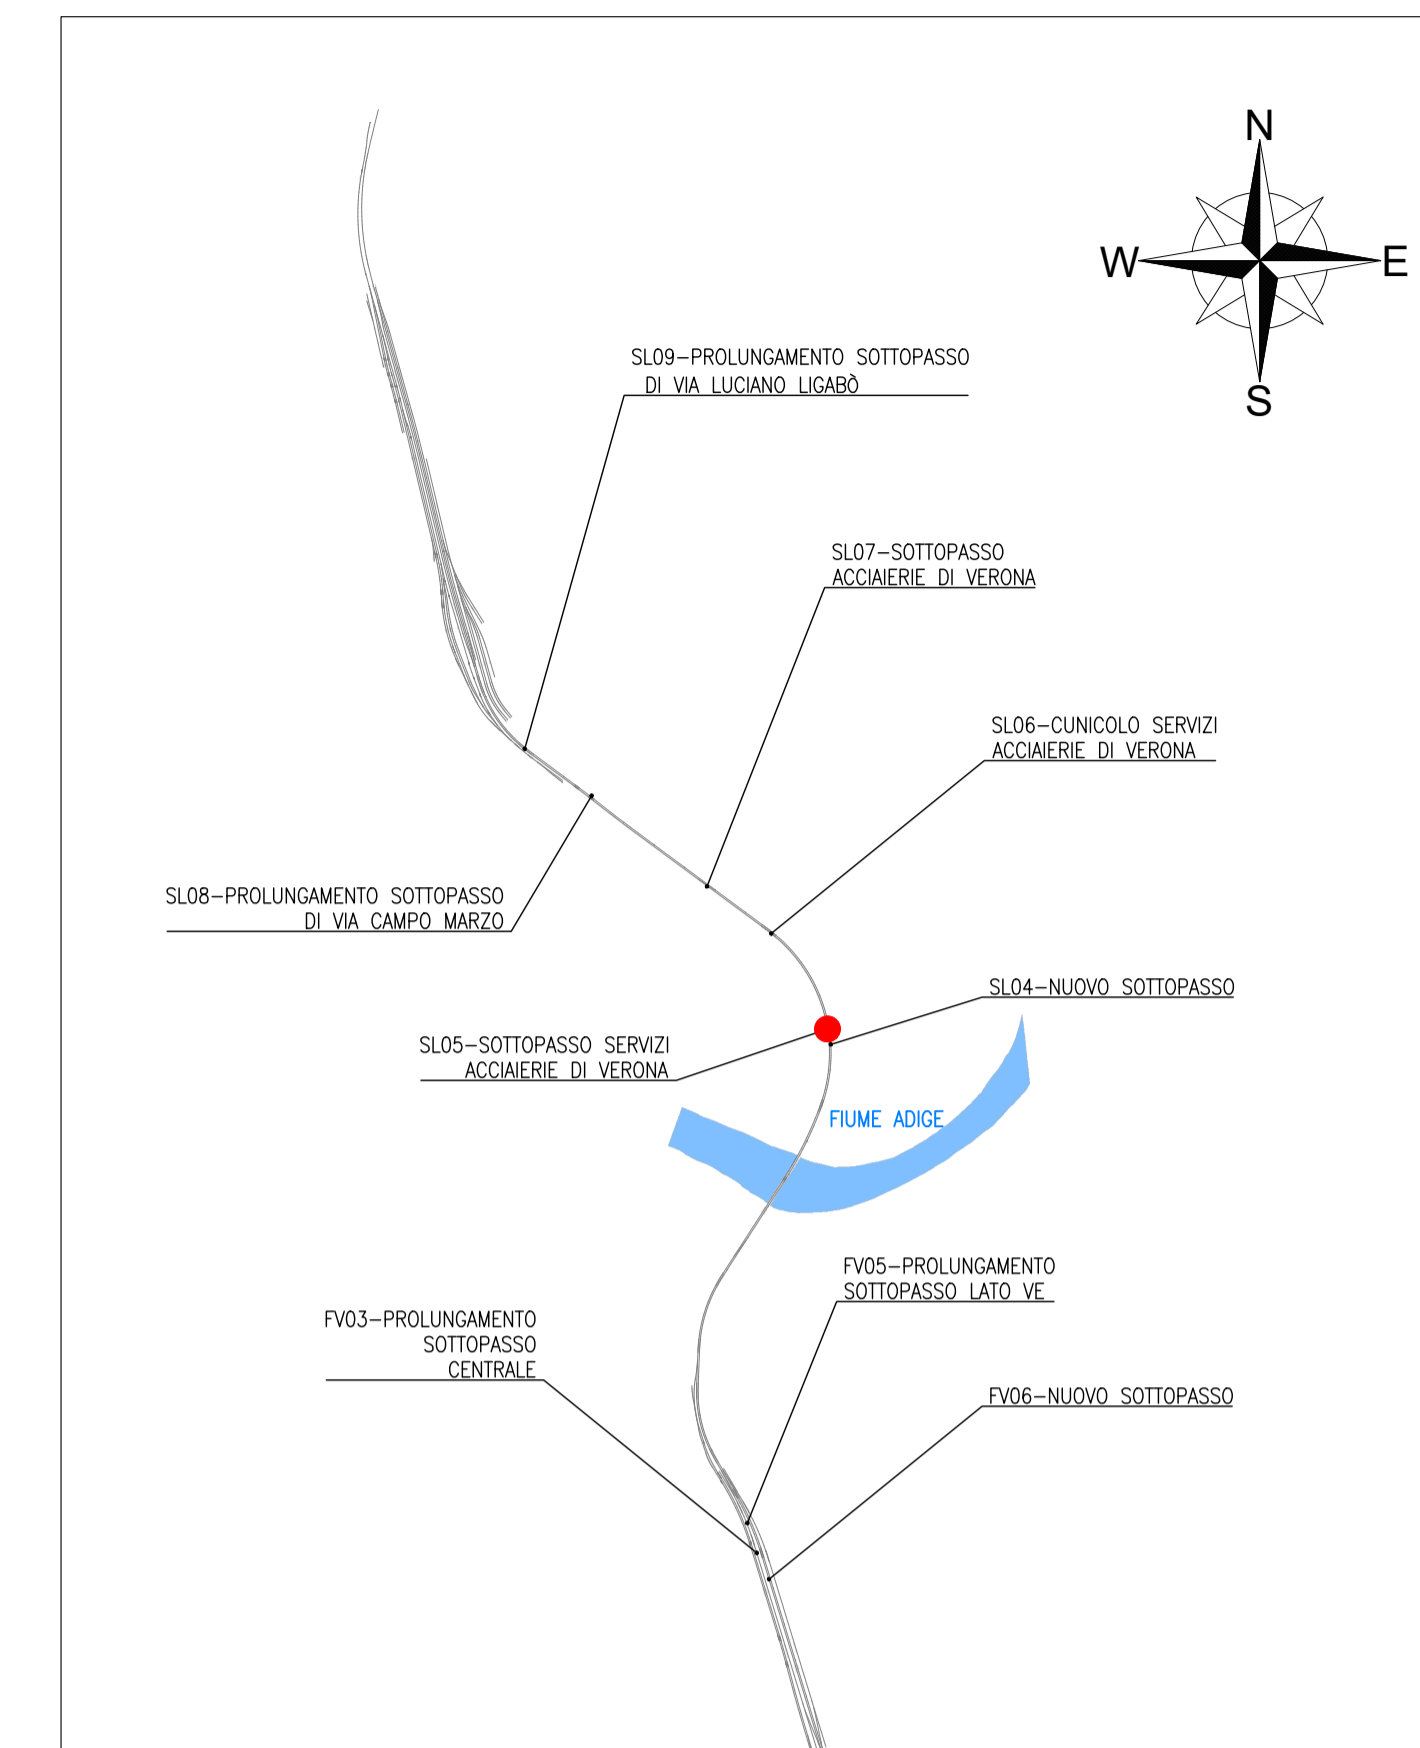 N
W
E
S
SL09-PROLUNGAMENTO SOTTOPASSO
DI VIA LUCIANO LIGABÒ
SL07-SOTTOPASSO
ACCIAIERIE DI VERONA
SL06-CUNICOLO SERVIZI
ACCIAIERIE DI VERONA
SL08-PROLUNGAMENTO SOTTOPASSO
DI VIA CAMPO MARZO
SL04-NUOVO SOTTOPASSO
SL05-SOTTOPASSO SERVIZI
ACCIAIERIE DI VERONA
FIUME ADIGE
FV05-PROLUNGAMENTO
SOTTOPASSO LATO VE
FV03-PROLUNGAMENTO
SOTTOPASSO
CENTRALE
FV06-NUOVO SOTTOPASSO